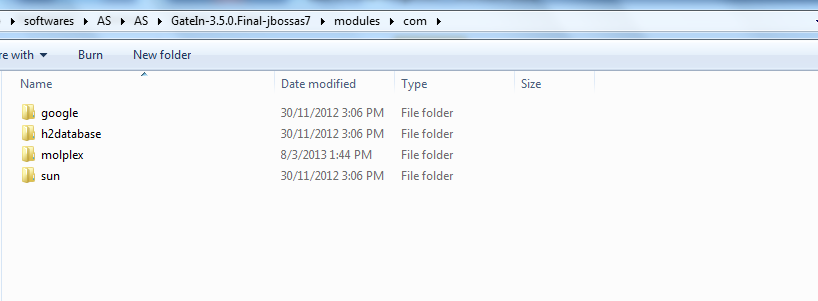 softwares AS AS GateIn-3.5.0.Final-jbossas7 modules com
re with Burn New folder
Name Date modified Type Size
google 30/11/2012 3:06 PM File folder
h2database 30/11/2012 3:06 PM File folder
molplex 8/3/2013 1:44 PM File folder
sun 30/11/2012 3:06 PM File folder